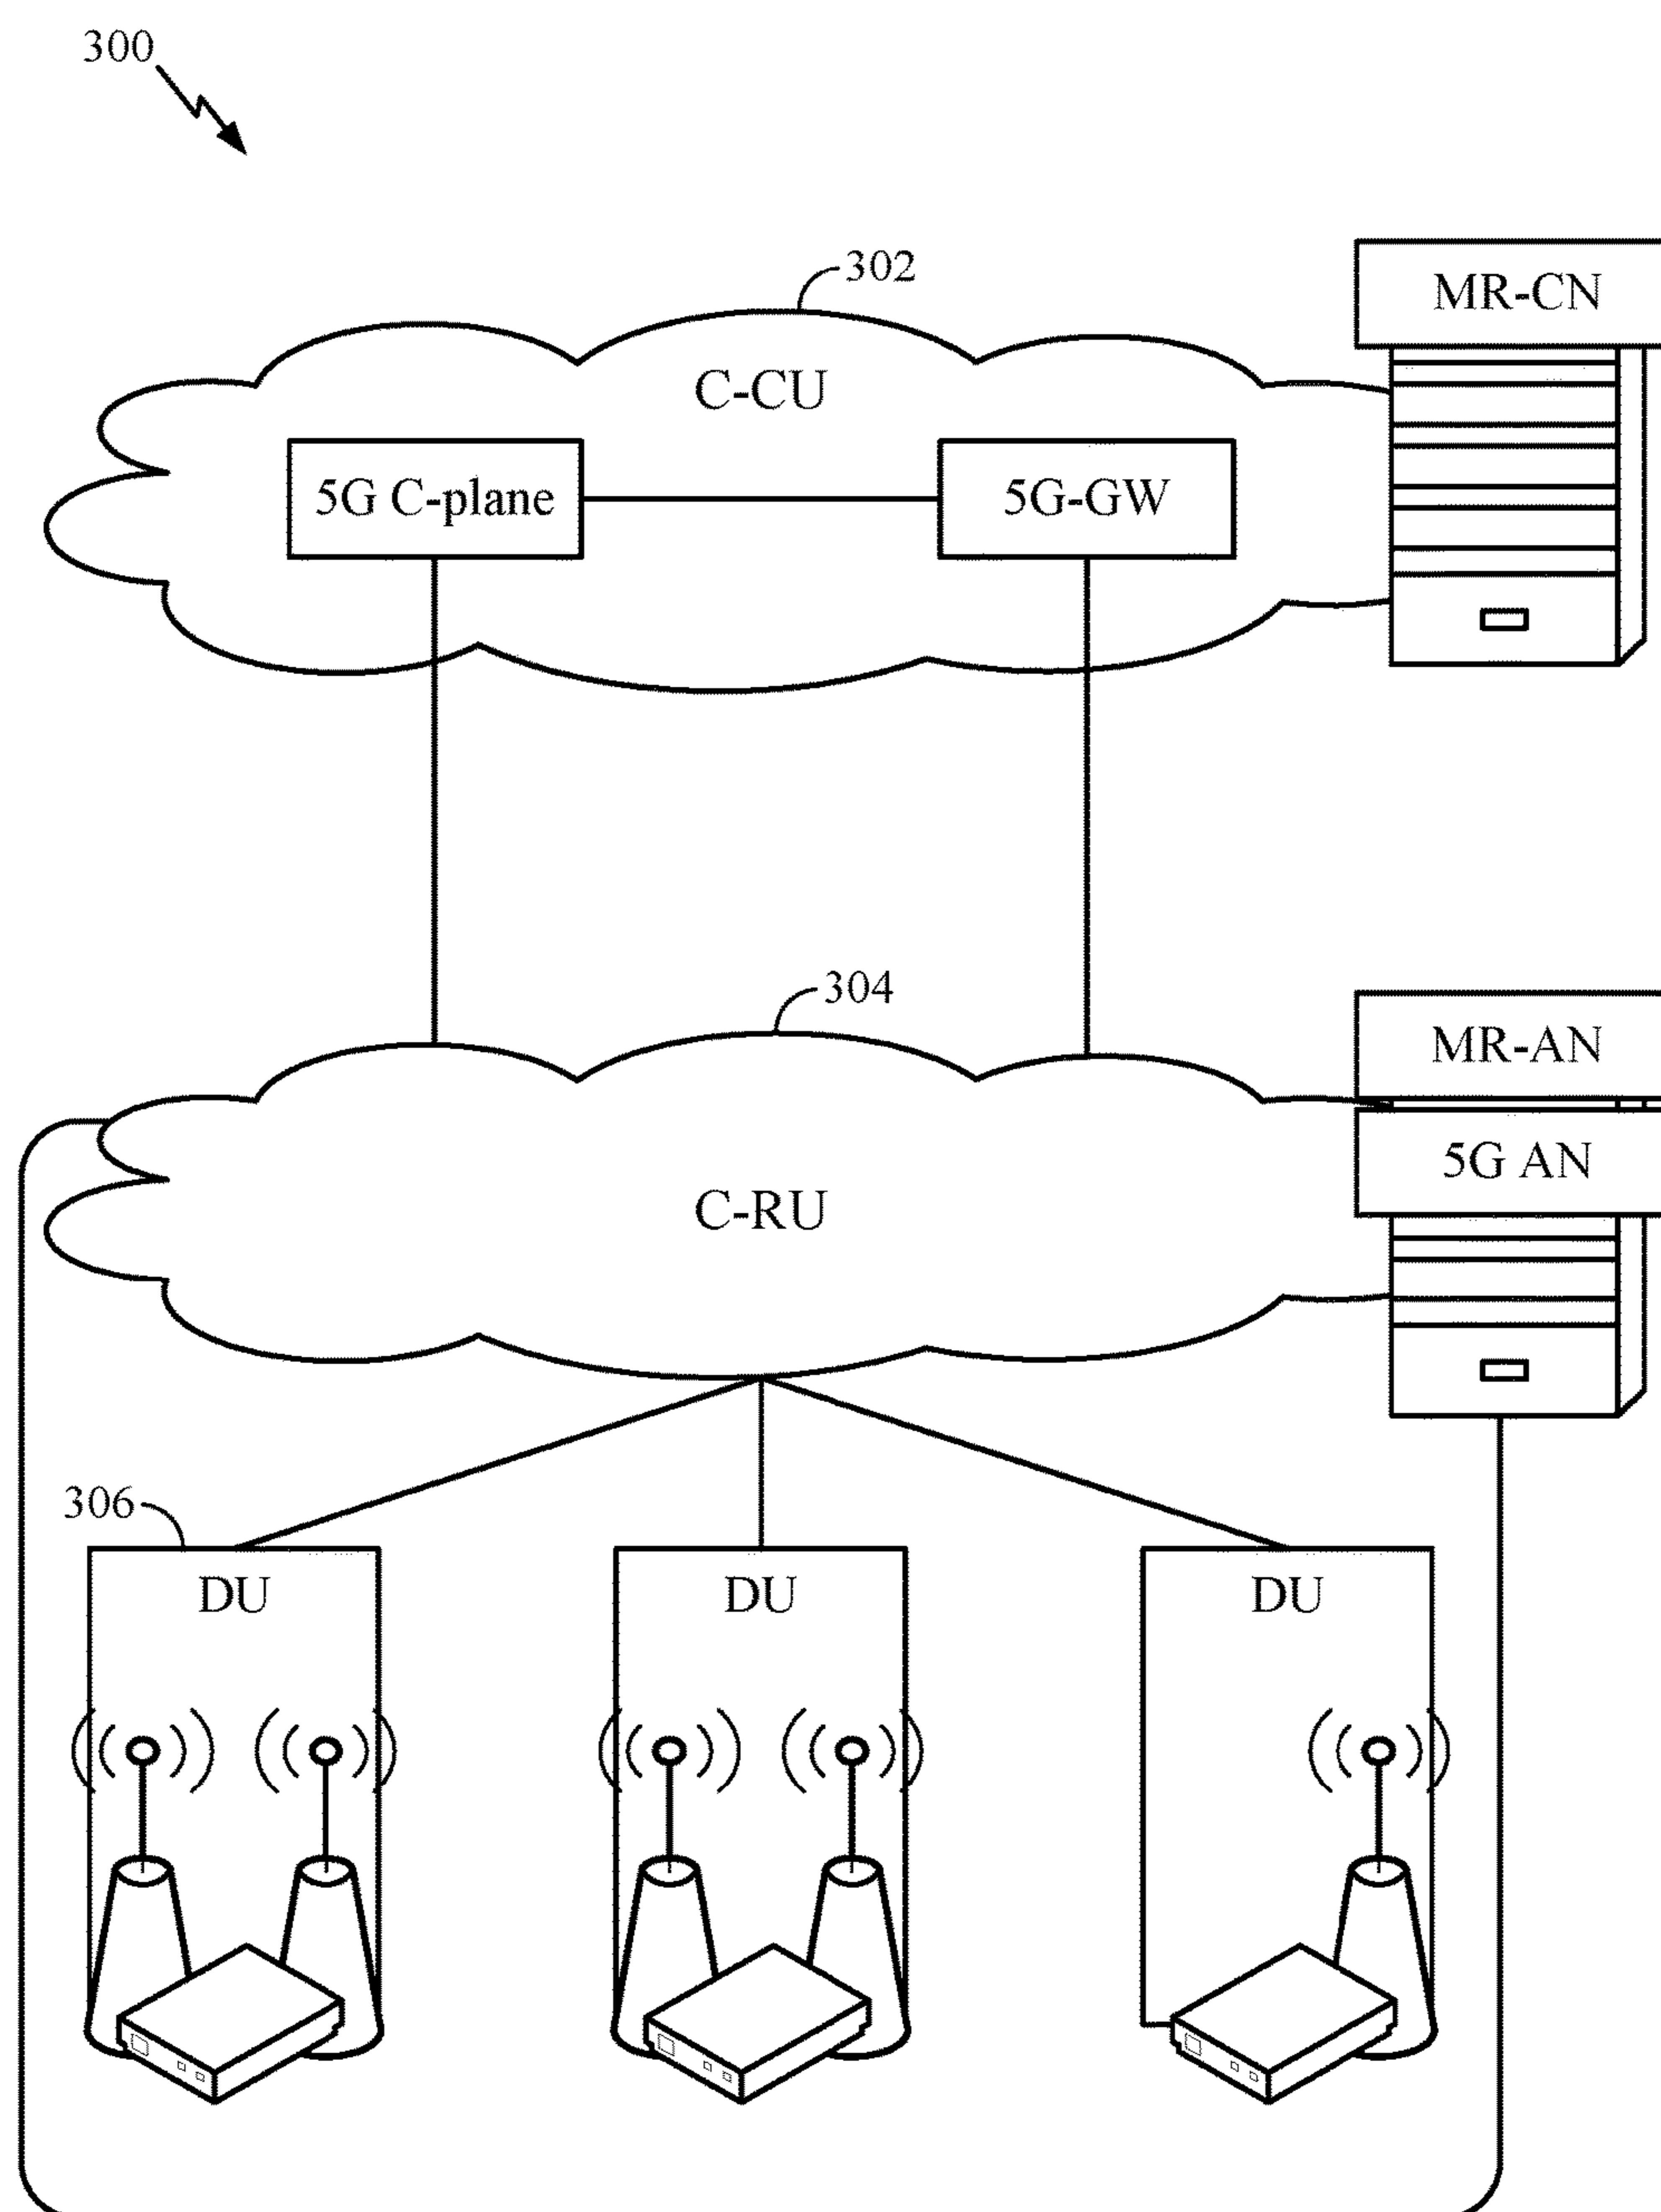 300
302
MR-CN
C-CU
5G C-plane
5G-GW
304
MR-AN
5G AN
C-RU
306
DU
DU
DU